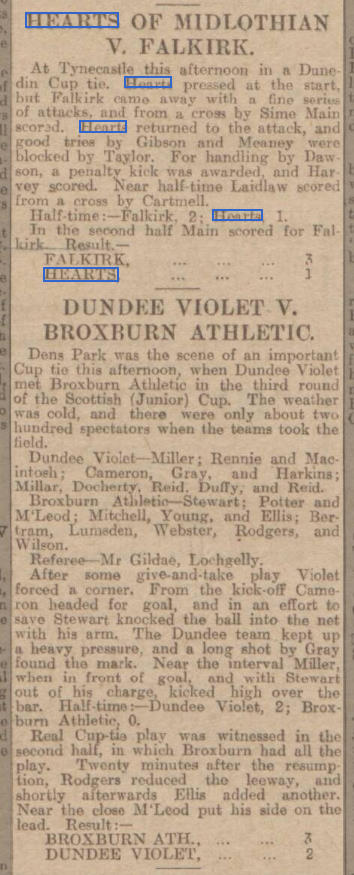 HEARTS OF MIDLOTHIAN
V. FALKIRK.
At Tynecastle this afternoon in a Dune-
din Cup tie. Hearts pressed at the start,
but Falkirk came away with a fine series
of attacks, and from a cross by Sime Main
scored. Hearts returned to the attack, and
good tries by Gibson and Meaney were
blocked by Taylor. For handling by Daw-
son, a penalty kick was awarded, and Har-
vey scored. Near half-time Laidlaw scored
from a cross by Cartmell.
Half-time:—Falkirk, 2; Hearts, 1.
In the second half Main scored for Fal-
kirk. Result.—
FALKIRK, ... ... ... 3
HEARTS ... ... ... 1
DUNDEE VIOLET V.
BROXBURN ATHLETIC.
Dens Park was the scene of an important
Cup tie this afternoon, when Dundee Violet
met Broxburn Athletic in the third round
of the Scottish (Junior) Cup. The weather
was cold, and there were only about two
hundred spectators when the teams took the
field.
Dundee Violet—Miller; Rennie and Mac-
intosh; Cameron, Gray, and Harkins;
Millar, Docherty, Reid, Duffy, and Reid.
Broxburn Athletic—Stewart; Potter and
M'Leod; Mitchell, Young, and Ellis; Ber-
tram, Lumsden, Webster, Rodgers, and
Wilson.
Referee—Mr Gildae, Lochgelly.
After some give-and-take play Violet
forced a corner. From the kick-off Came-
ron headed for goal, and in an effort to
save Stewart knocked the ball into the net
with his arm. The Dundee team kept up
a heavy pressure, and a long shot by Gray
found the mark. Near the interval Miller,
when in front of goal, and with Stewart
out of his charge, kicked high over the
bar. Half-time:—Dundee Violet, 2; Brox-
burn Athletic, 0.
Real Cup-tie play was witnessed in the
second half, in which Broxburn had all the
play. Twenty minutes after the resump-
tion, Rodgers reduced the leeway, and
shortly afterwards Ellis added another.
Near the close M'Leod put his side on the
lead. Result:—
BROXBURN ATH., ... ... 3
DUNDEE VIOLET, ... ... 2